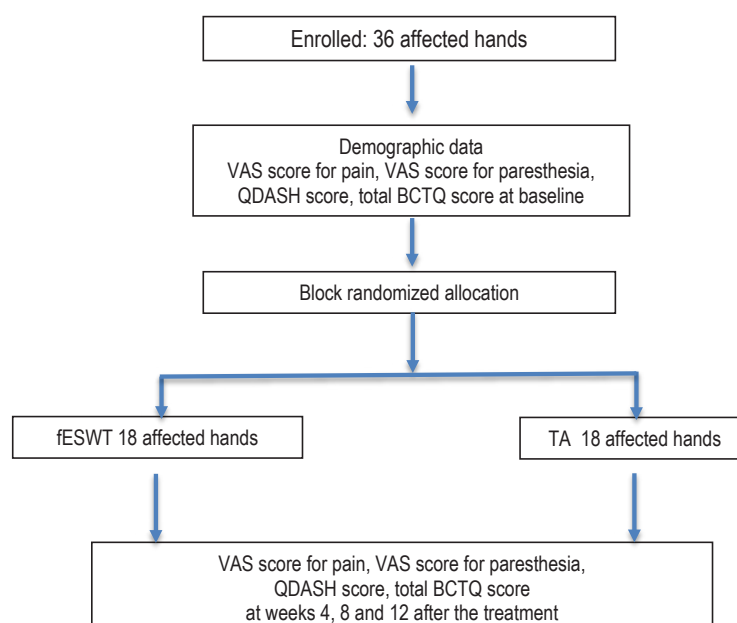 Enrolled: 36 affected hands
Demographic data
VAS score for pain, VAS score for paresthesia,
QDASH score, total BCTQ score at baseline
Block randomized allocation
fESWT 18 affected hands
TA 18 affected hands
VAS score for pain, VAS score for paresthesia,
QDASH score, total BCTQ score
at weeks 4, 8 and 12 after the treatment